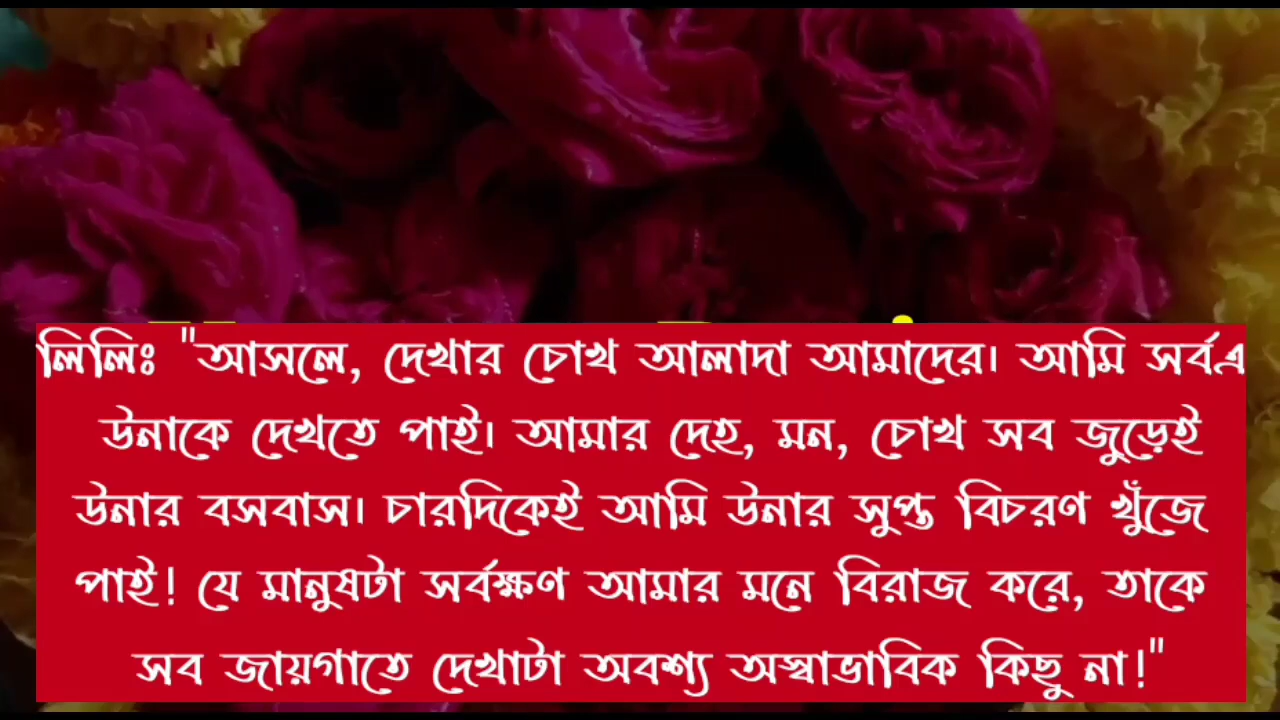 লিলিঃ "আসলে, দেখার চোখ আলাদা আমাদের। আমি সর্বএ
উনাকে দেখতে পাই। আমার দেহ, মন, চোখ সব জুড়েই
উনার বসবাস। চারদিকেই আমি উনার সুপ্ত বিচরণ খুঁজে
পাই! যে মানুষটা সর্বক্ষণ আমার মনে বিরাজ করে, তাকে
সব জায়গাতে দেখাটা অবশ্য অস্বাভাবিক কিছু না!"